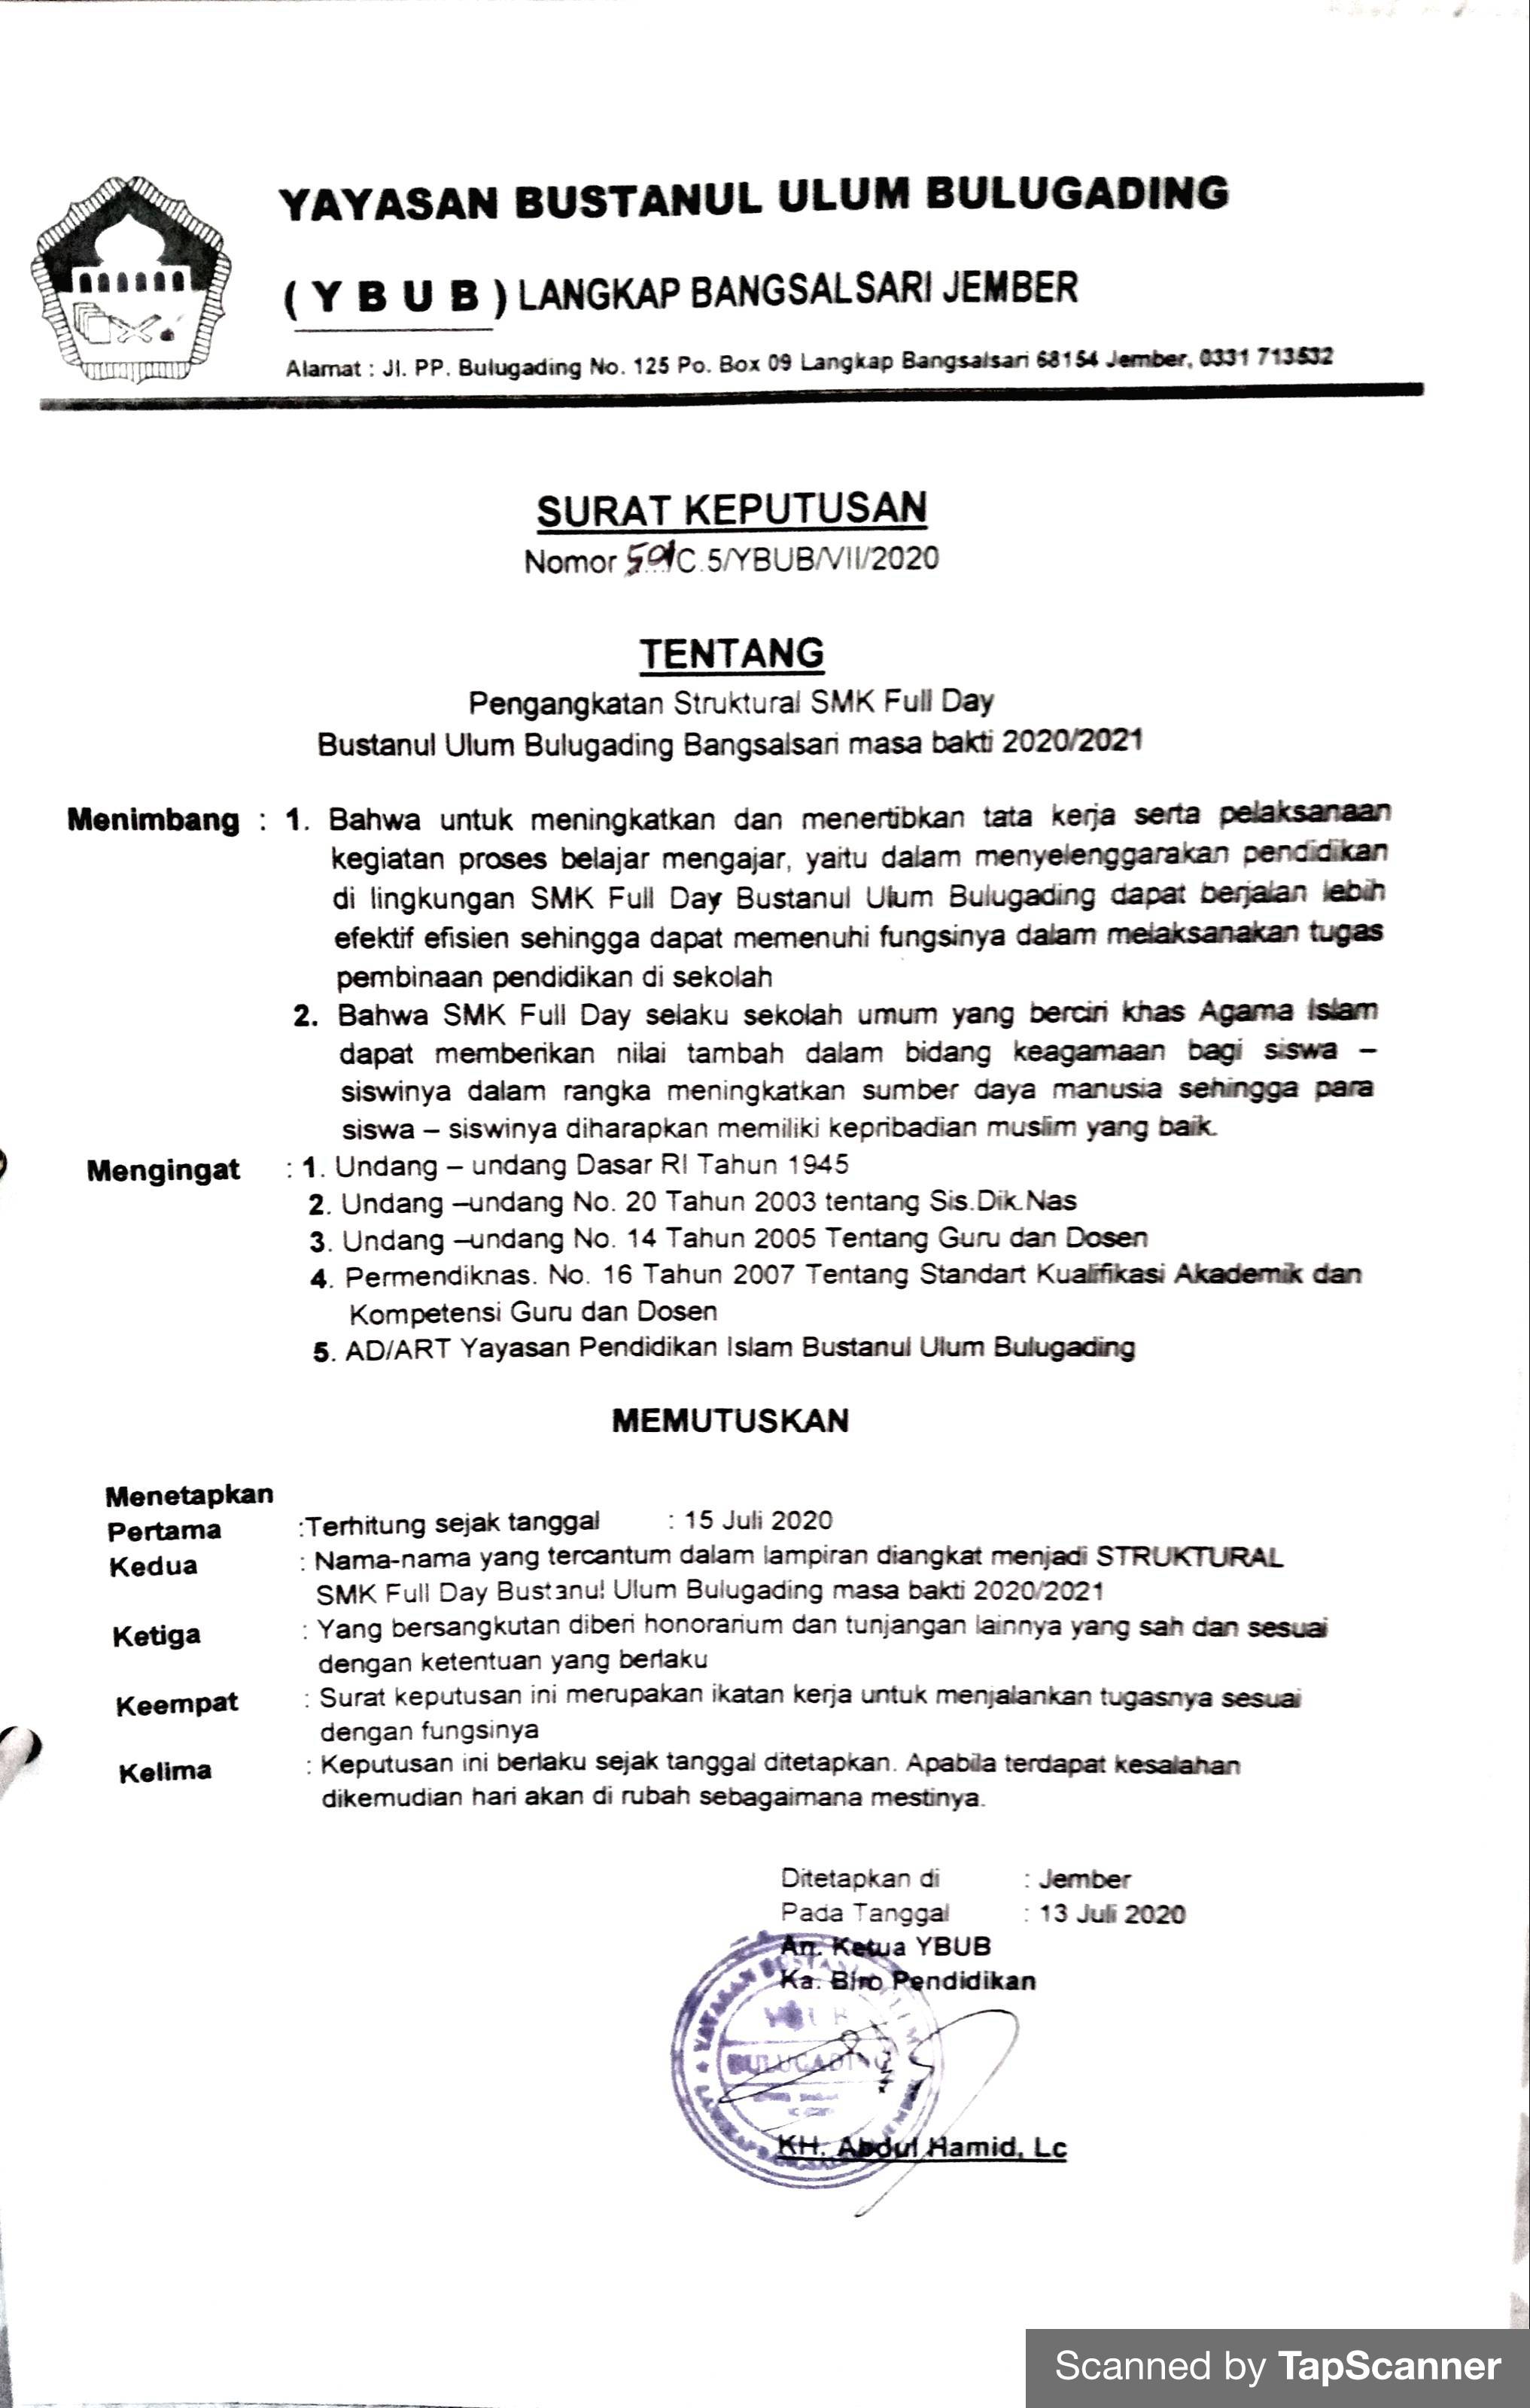 YAYASAN BUSTANUL ULUM BULUGADING
( Y B U B ) LANGKAP BANGSALSARI JEMBER
Alamat : Jl. PP. Bulugading No. 125 Po. Box 09 Langkap Bangsalsari 68154 Jember, 0331 713532
SURAT KEPUTUSAN
Nomor 501/C.5/YBUB/VII/2020
TENTANG
Pengangkatan Struktural SMK Full Day
Bustanul Ulum Bulugading Bangsalsari masa bakti 2020/2021
Menimbang : 1. Bahwa untuk meningkatkan dan menertibkan tata kerja serta pelaksanaan
kegiatan proses belajar mengajar, yaitu dalam menyelenggarakan pendidikan
di lingkungan SMK Full Day Bustanul Ulum Bulugading dapat berjalan lebih
efektif efisien sehingga dapat memenuhi fungsinya dalam melaksanakan tugas
pembinaan pendidikan di sekolah
2. Bahwa SMK Full Day selaku sekolah umum yang berciri khas Agama Islam
dapat memberikan nilai tambah dalam bidang keagamaan bagi siswa –
siswinya dalam rangka meningkatkan sumber daya manusia sehingga para
siswa – siswinya diharapkan memiliki kepribadian muslim yang baik.
Mengingat : 1. Undang – undang Dasar RI Tahun 1945
2. Undang –undang No. 20 Tahun 2003 tentang Sis.Dik.Nas
3. Undang –undang No. 14 Tahun 2005 Tentang Guru dan Dosen
4. Permendiknas. No. 16 Tahun 2007 Tentang Standart Kualifikasi Akademik dan
Kompetensi Guru dan Dosen
5. AD/ART Yayasan Pendidikan Islam Bustanul Ulum Bulugading
MEMUTUSKAN
Menetapkan
Pertama :Terhitung sejak tanggal : 15 Juli 2020
Kedua : Nama-nama yang tercantum dalam lampiran diangkat menjadi STRUKTURAL
SMK Full Day Bustanul Ulum Bulugading masa bakti 2020/2021
Ketiga : Yang bersangkutan diberi honorarium dan tunjangan lainnya yang sah dan sesuai
dengan ketentuan yang berlaku
Keempat : Surat keputusan ini merupakan ikatan kerja untuk menjalankan tugasnya sesuai
dengan fungsinya
Kelima : Keputusan ini berlaku sejak tanggal ditetapkan. Apabila terdapat kesalahan
dikemudian hari akan di rubah sebagaimana mestinya.
Ditetapkan di : Jember
Pada Tanggal : 13 Juli 2020
An. Ketua YBUB
Ka. Biro Pendidikan
YBUB
BULUGADING
KH. Abdul Hamid, Lc
Scanned by TapScanner